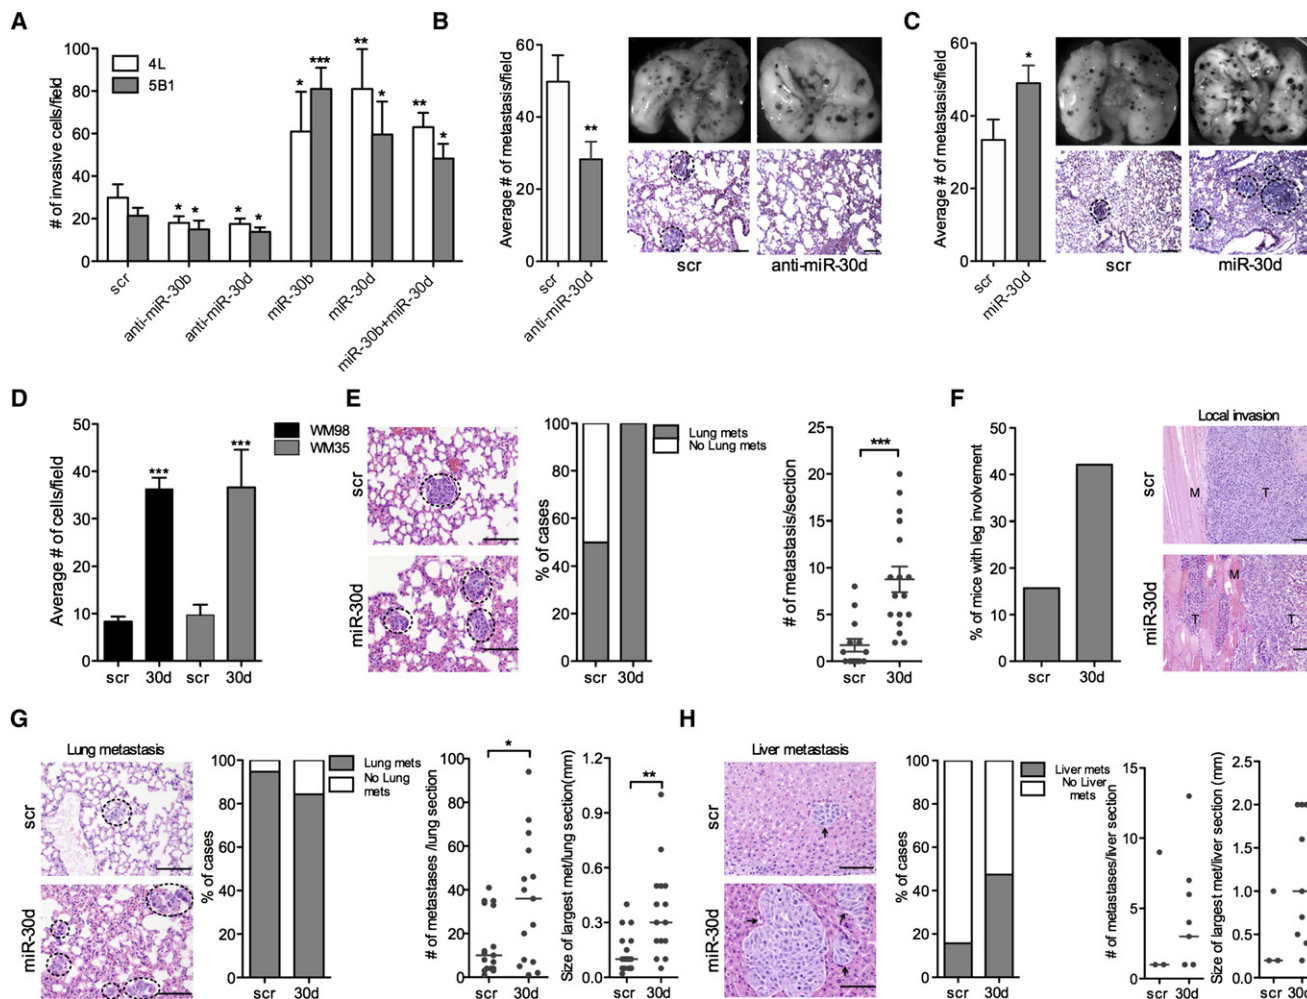 A
# of invasive cells/field
100
80
60
40
20
0
4L
5B1
* * * * * *** ** * ** *
scr
anti-miR-30b
anti-miR-30d
miR-30b
miR-30d
miR-30b+miR-30d
B
Average # of metastasis/field
60
40
20
0
**
scr
anti-miR-30d
scr
anti-miR-30d
C
Average # of metastasis/field
60
40
20
0
*
scr
miR-30d
scr
miR-30d
D
Average # of cells/field
50
40
30
20
10
0
*** ***
WM98
WM35
scr 30d scr 30d
E
scr
miR-30d
% of cases
100
80
60
40
20
0
scr 30d
Lung mets
No Lung mets
# of metastasis/section
25
20
15
10
5
0
***
scr 30d
F
% of mice with leg involvement
50
40
30
20
10
0
scr 30d
Local invasion
scr
M T
miR-30d
M
T T
G
Lung metastasis
scr
miR-30d
% of cases
100
80
60
40
20
0
scr 30d
Lung mets
No Lung
mets
# of metastases /lung section
100
80
60
40
20
0
*
scr 30d
Size of largest met/lung section(mm)
1.2
0.9
0.6
0.3
0.0
**
scr 30d
H
Liver metastasis
scr
miR-30d
% of cases
100
80
60
40
20
0
scr 30d
Liver mets
No Liver
mets
# of metastases/liver section
15
10
5
0
scr 30d
Size of largest met/liver section (mm)
2.5
2.0
1.5
1.0
0.5
0.0
scr 30d